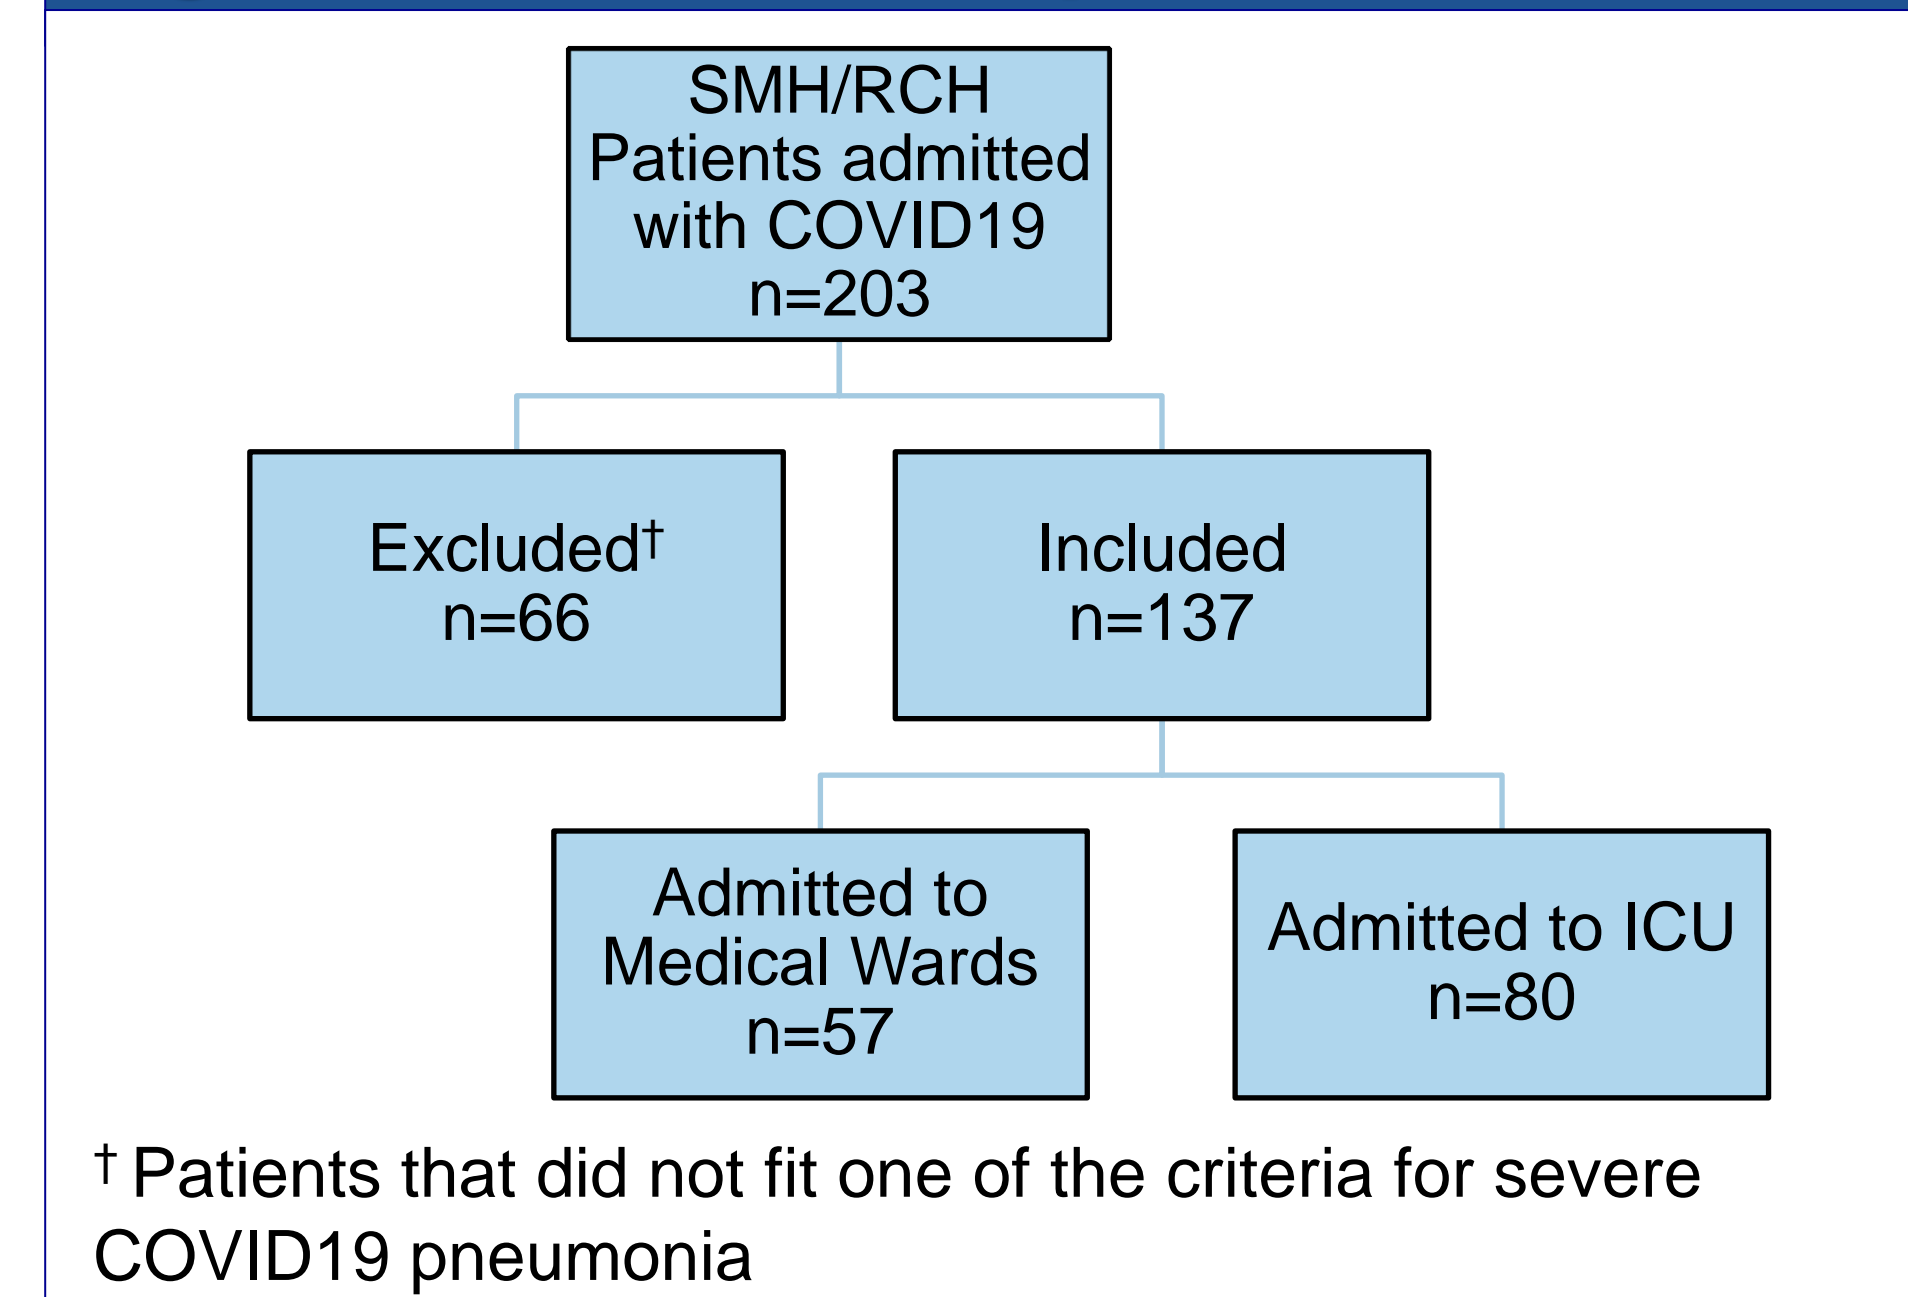 SMH/RCH
Patients admitted
with COVID19
n=203
Excluded†
n=66
Included
n=137
Admitted to
Medical Wards
n=57
Admitted to ICU
n=80
† Patients that did not fit one of the criteria for severe
COVID19 pneumonia